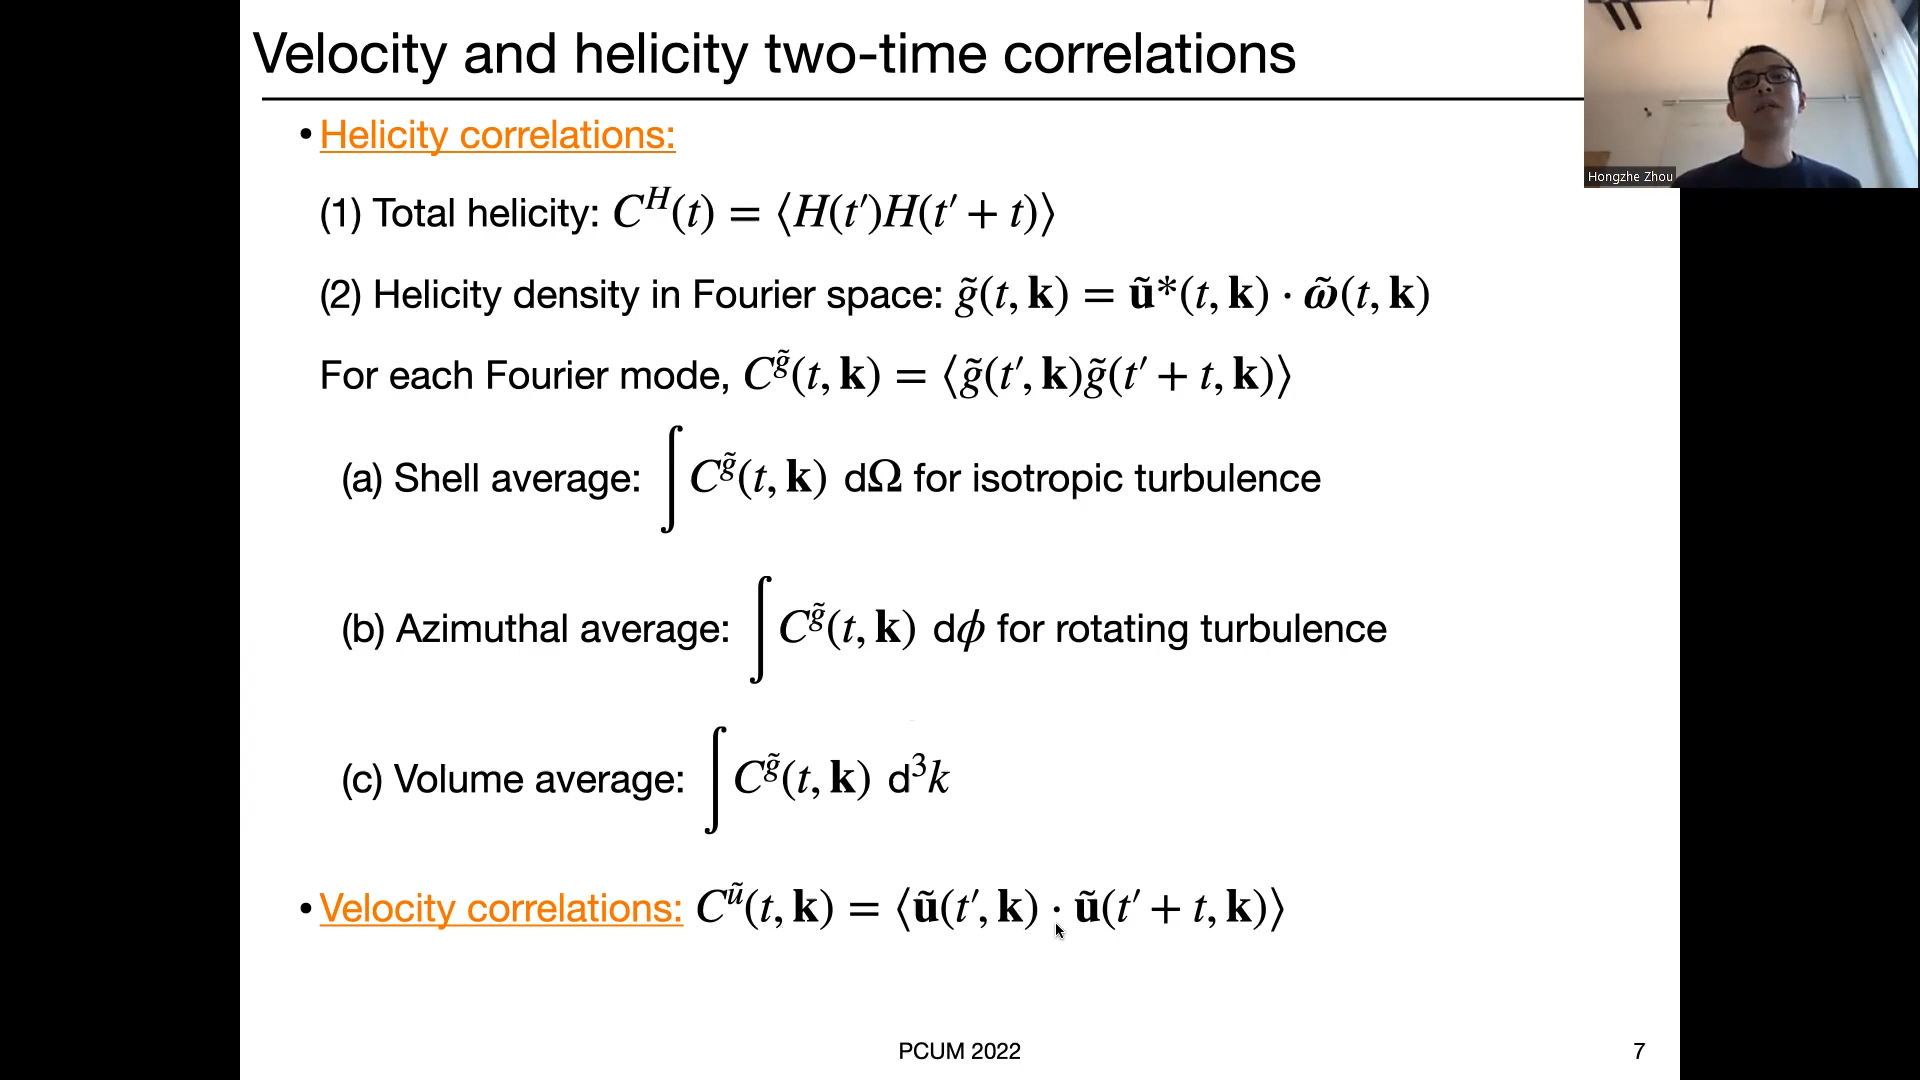 Velocity and helicity two-time correlations
Hongzhe Zhou
• Helicity correlations:
(1) Total helicity: Cᴴ(t) = ⟨H(t′)H(t′ + t)⟩
(2) Helicity density in Fourier space: g̃(t, k) = ũ*(t, k) · ω̃(t, k)
For each Fourier mode, C^g̃(t, k) = ⟨g̃(t′, k)g̃(t′ + t, k)⟩
(a) Shell average: ∫ C^g̃(t, k) dΩ for isotropic turbulence
(b) Azimuthal average: ∫ C^g̃(t, k) dϕ for rotating turbulence
(c) Volume average: ∫ C^g̃(t, k) d³k
• Velocity correlations: C^ũ(t, k) = ⟨ũ(t′, k) · ũ(t′ + t, k)⟩
PCUM 2022
7